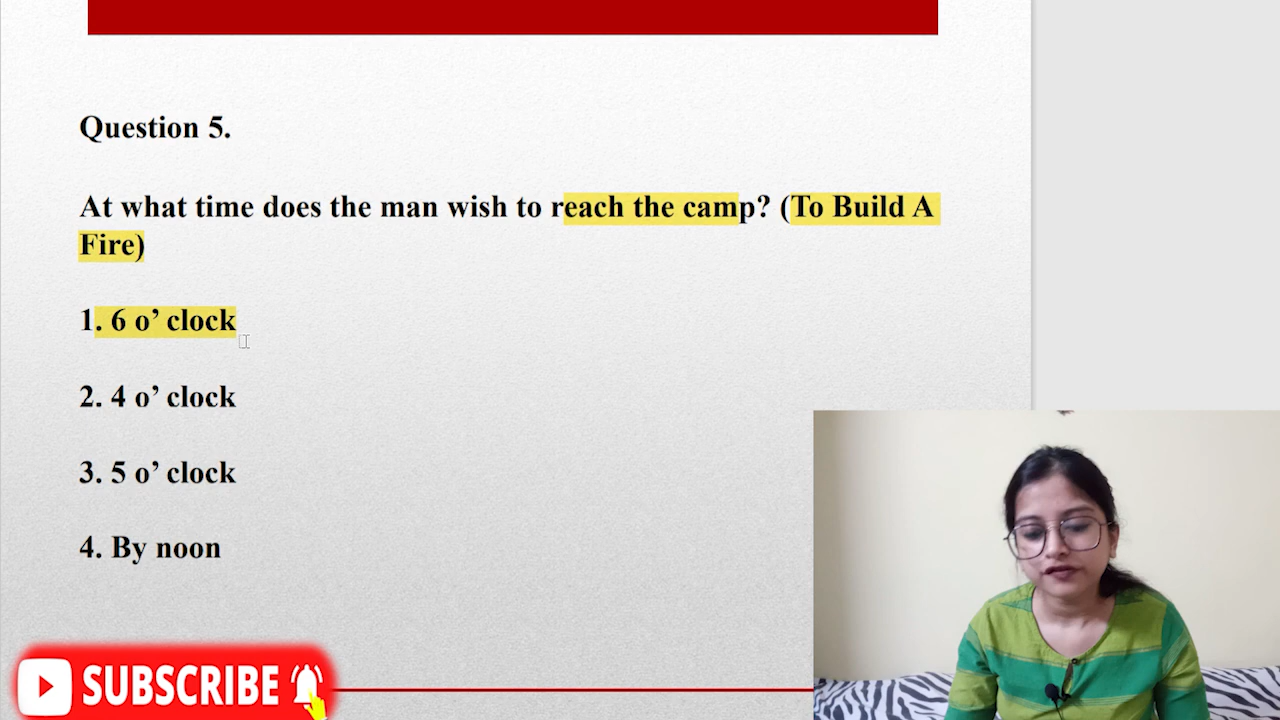 Question 5.
At what time does the man wish to reach the camp? (To Build A
Fire)
1. 6 o’ clock
2. 4 o’ clock
3. 5 o’ clock
4. By noon
SUBSCRIBE